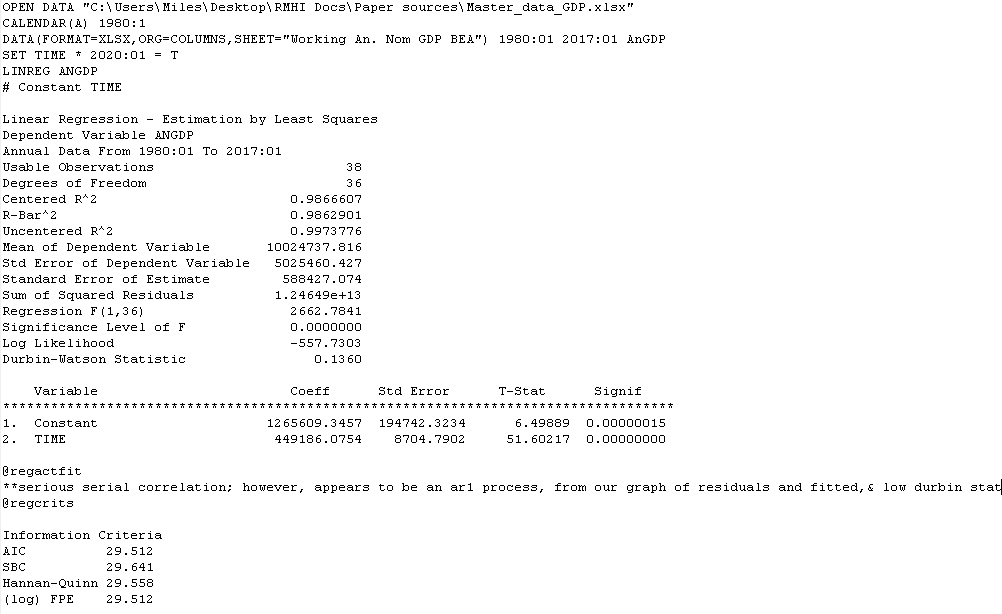 OPEN DATA "C:\Users\Miles\Desktop\RMHI Docs\Paper sources\Master_data_GDP.xlsx"
CALENDAR(A) 1980:1
DATA(FORMAT=XLSX,ORG=COLUMNS,SHEET="Working An. Nom GDP BEA") 1980:01 2017:01 AnGDP
SET TIME * 2020:01 = T
LINREG ANGDP
# Constant TIME
Linear Regression - Estimation by Least Squares
Dependent Variable ANGDP
Annual Data From 1980:01 To 2017:01
Usable Observations 38
Degrees of Freedom 36
Centered R^2 0.9866607
R-Bar^2 0.9862901
Uncentered R^2 0.9973776
Mean of Dependent Variable 10024737.816
Std Error of Dependent Variable 5025460.427
Standard Error of Estimate 588427.074
Sum of Squared Residuals 1.24649e+13
Regression F(1,36) 2662.7841
Significance Level of F 0.0000000
Log Likelihood -557.7303
Durbin-Watson Statistic 0.1360
Variable Coeff Std Error T-Stat Signif
************************************************************************************
1. Constant 1265609.3457 194742.3234 6.49889 0.00000015
2. TIME 449186.0754 8704.7902 51.60217 0.00000000
@regactfit
**serious serial correlation; however, appears to be an ar1 process, from our graph of residuals and fitted,& low durbin stat
@regcrits
Information Criteria
AIC 29.512
SBC 29.641
Hannan-Quinn 29.558
(log) FPE 29.512